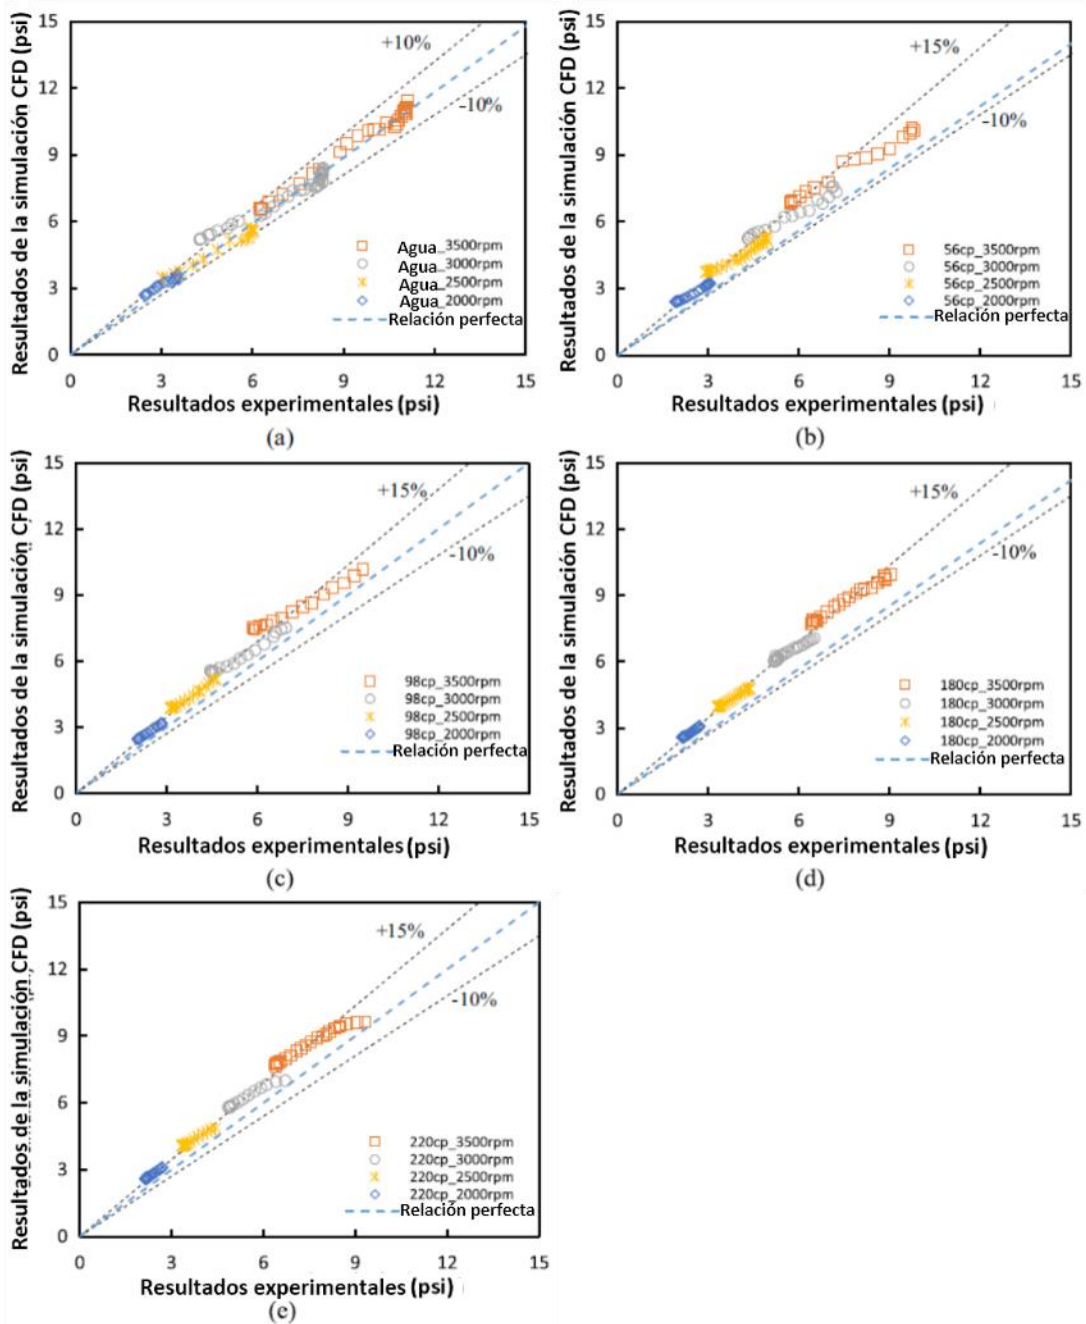 Resultados de la simulación CFD (psi)
15
12
9
6
3
0
+10%
-10%
Agua_3500rpm
Agua_3000rpm
Agua_2500rpm
Agua_2000rpm
Relación perfecta
0 3 6 9 12 15
Resultados experimentales (psi)
(a)
Resultados de la simulación CFD (psi)
15
12
9
6
3
0
+15%
-10%
56cp_3500rpm
56cp_3000rpm
56cp_2500rpm
56cp_2000rpm
Relación perfecta
0 3 6 9 12 15
Resultados experimentales (psi)
(b)
Resultados de la simulación CFD (psi)
15
12
9
6
3
0
+15%
-10%
98cp_3500rpm
98cp_3000rpm
98cp_2500rpm
98cp_2000rpm
Relación perfecta
0 3 6 9 12 15
Resultados experimentales (psi)
(c)
Resultados de la simulación CFD (psi)
15
12
9
6
3
0
+15%
-10%
180cp_3500rpm
180cp_3000rpm
180cp_2500rpm
180cp_2000rpm
Relación perfecta
0 3 6 9 12 15
Resultados experimentales (psi)
(d)
Resultados de la simulación CFD (psi)
15
12
9
6
3
0
+15%
-10%
220cp_3500rpm
220cp_3000rpm
220cp_2500rpm
220cp_2000rpm
Relación perfecta
0 3 6 9 12 15
Resultados experimentales (psi)
(e)